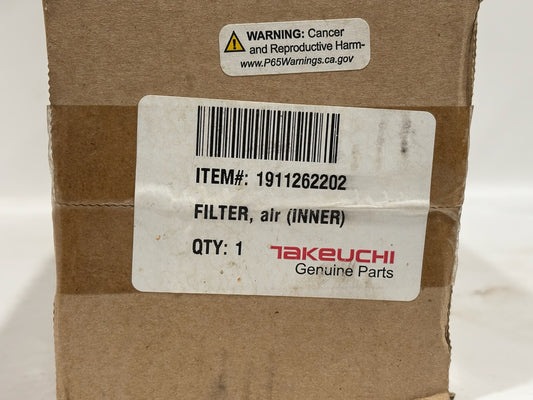 WARNING: Cancer
and Reproductive Harm-
www.P65Warnings.ca.gov
ITEM#: 1911262202
FILTER, air (INNER)
QTY: 1
TAKEUCHI
Genuine Parts